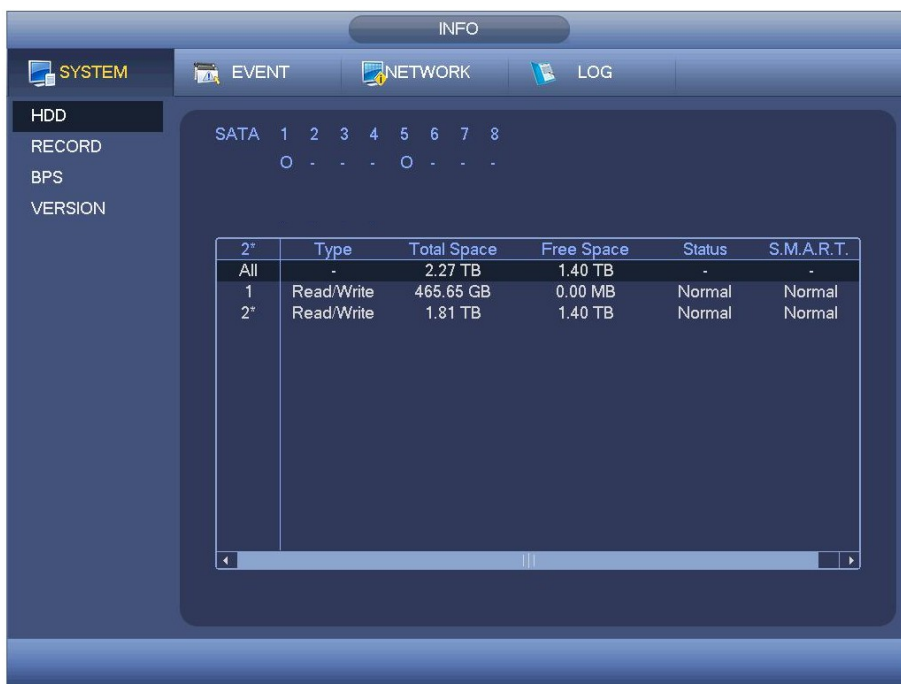 INFO
SYSTEM EVENT NETWORK LOG
HDD
RECORD
BPS
VERSION
SATA 1 2 3 4 5 6 7 8
O - - - O - - -
2* Type Total Space Free Space Status S.M.A.R.T.
All - 2.27 TB 1.40 TB - -
1 Read/Write 465.65 GB 0.00 MB Normal Normal
2* Read/Write 1.81 TB 1.40 TB Normal Normal